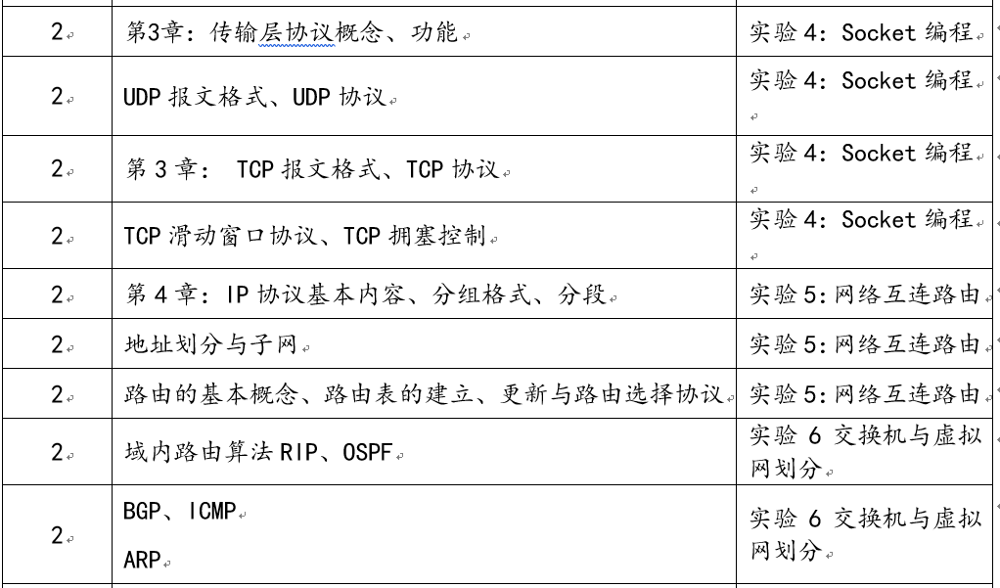 2 第3章：传输层协议概念、功能 实验 4：Socket 编程
2 UDP 报文格式、UDP 协议 实验 4：Socket 编程
2 第 3 章： TCP 报文格式、TCP 协议 实验 4：Socket 编程
2 TCP 滑动窗口协议、TCP 拥塞控制 实验 4：Socket 编程
2 第 4 章：IP 协议基本内容、分组格式、分段 实验 5：网络互连路由
2 地址划分与子网 实验 5：网络互连路由
2 路由的基本概念、路由表的建立、更新与路由选择协议 实验 5：网络互连路由
2 域内路由算法 RIP、OSPF 实验 6 交换机与虚拟
网划分
2 BGP、ICMP 实验 6 交换机与虚拟
ARP 网划分